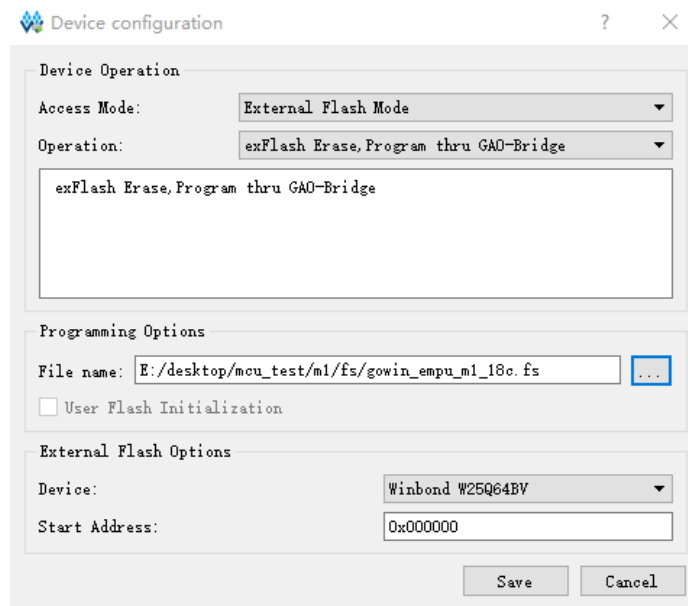 Device configuration
Device Operation
Access Mode: External Flash Mode
Operation: exFlash Erase,Program thru GAO-Bridge
exFlash Erase,Program thru GAO-Bridge
Programming Options
File name: E:/desktop/mcu_test/m1/fs/gowin_empu_m1_18c.fs ...
User Flash Initialization
External Flash Options
Device: Winbond W25Q64BV
Start Address: 0x000000
Save Cancel